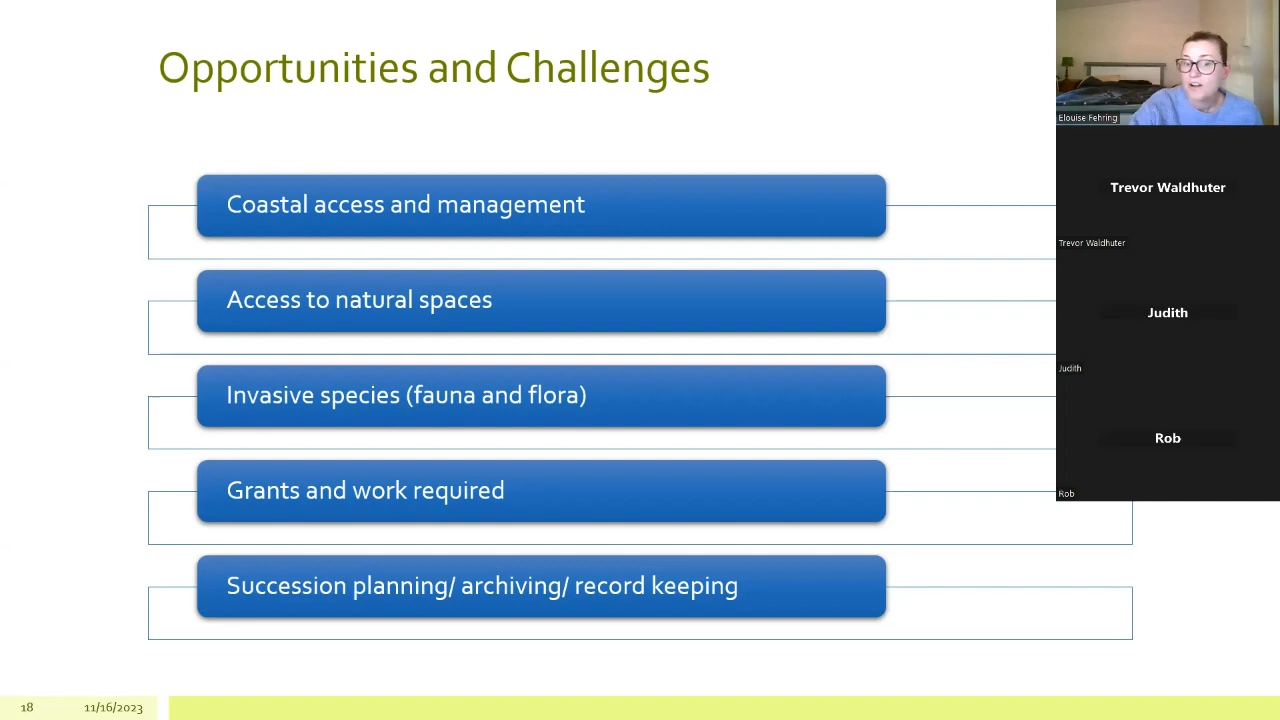 Opportunities and Challenges
Coastal access and management
Access to natural spaces
Invasive species (fauna and flora)
Grants and work required
Succession planning/ archiving/ record keeping
18
11/16/2023
Elouise Fehring
Trevor Waldhuter
Trevor Waldhuter
Judith
Judith
Rob
Rob